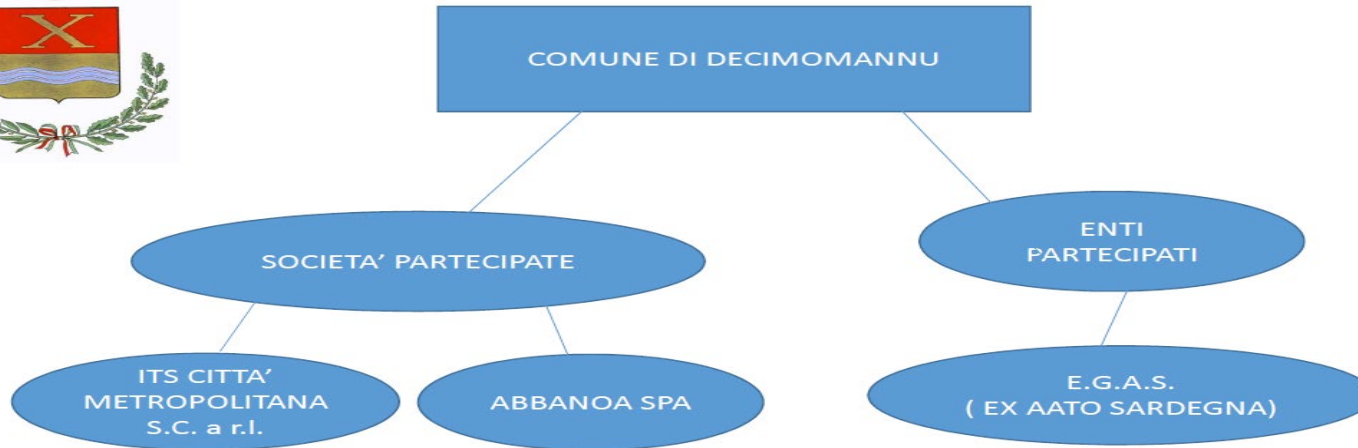 X
COMUNE DI DECIMOMANNU
SOCIETA’ PARTECIPATE
ENTI
PARTECIPATI
ITS CITTA’
METROPOLITANA
S.C. a r.l.
ABBANOA SPA
E.G.A.S.
( EX AATO SARDEGNA)